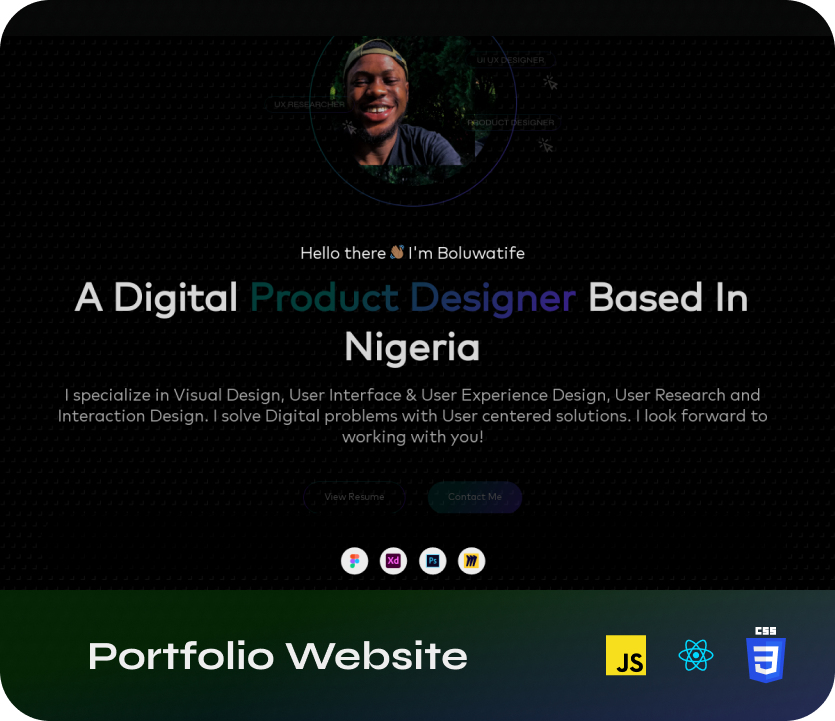 UI UX DESIGNER
UX RESEARCHER
PRODUCT DESIGNER
Hello there 👋🏾 I'm Boluwatife
A Digital Product Designer Based In
Nigeria
I specialize in Visual Design, User Interface & User Experience Design, User Research and
Interaction Design. I solve Digital problems with User centered solutions. I look forward to
working with you!
View Resume Contact Me
Xd Ps
Portfolio Website
JS
CSS
3